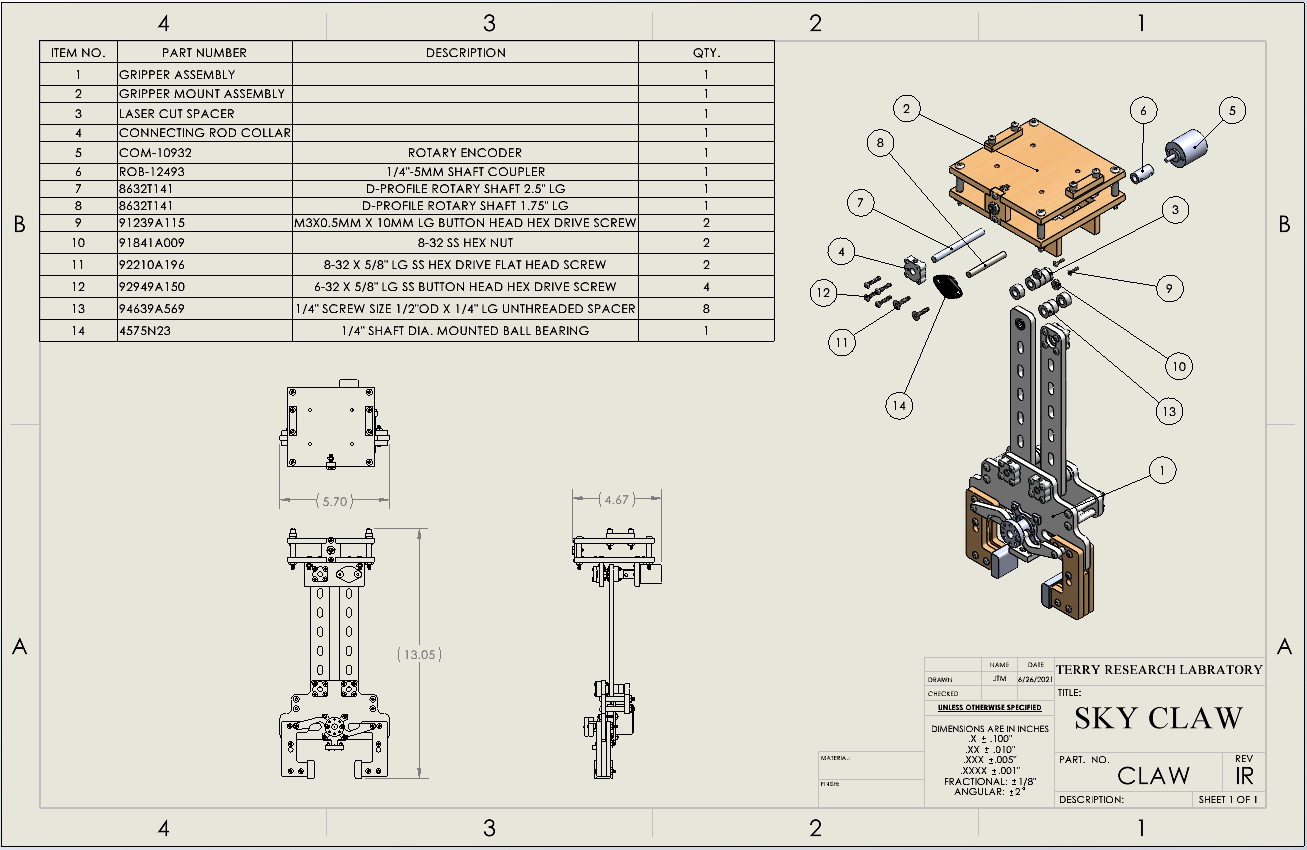 4 3 2 1
ITEM NO. PART NUMBER DESCRIPTION QTY.
1 GRIPPER ASSEMBLY 1
2 GRIPPER MOUNT ASSEMBLY 1
3 LASER CUT SPACER 1
4 CONNECTING ROD COLLAR 1
5 COM-10932 ROTARY ENCODER 1
6 ROB-12493 1/4"-5MM SHAFT COUPLER 1
7 8632T141 D-PROFILE ROTARY SHAFT 2.5" LG 1
8 8632T141 D-PROFILE ROTARY SHAFT 1.75" LG 1
9 91239A115 M3X0.5MM X 10MM LG BUTTON HEAD HEX DRIVE SCREW 2
10 91841A009 8-32 SS HEX NUT 2
11 92210A196 8-32 X 5/8" LG SS HEX DRIVE FLAT HEAD SCREW 2
12 92949A150 6-32 X 5/8" LG SS BUTTON HEAD HEX DRIVE SCREW 4
13 94639A569 1/4" SCREW SIZE 1/2"OD X 1/4" LG UNTHREADED SPACER 8
14 4575N23 1/4" SHAFT DIA. MOUNTED BALL BEARING 1
2
6
5
8
7
3
4
12
9
11
10
14
13
1
B
B
(5.70)
(4.67)
(13.05)
A
A
NAME DATE
DRAWN JTM 6/26/2021
CHECKED
UNLESS OTHERWISE SPECIFIED
DIMENSIONS ARE IN INCHES
.X ± .100"
.XX ± .010"
.XXX ±.005"
.XXXX ±.001"
FRACTIONAL: ±1/8"
ANGULAR: ±2°
MATERIAL:
FINISH:
TERRY RESEARCH LABRATORY
TITLE:
SKY CLAW
PART. NO.
CLAW
REV
IR
DESCRIPTION:
SHEET 1 OF 1
4 3 2 1